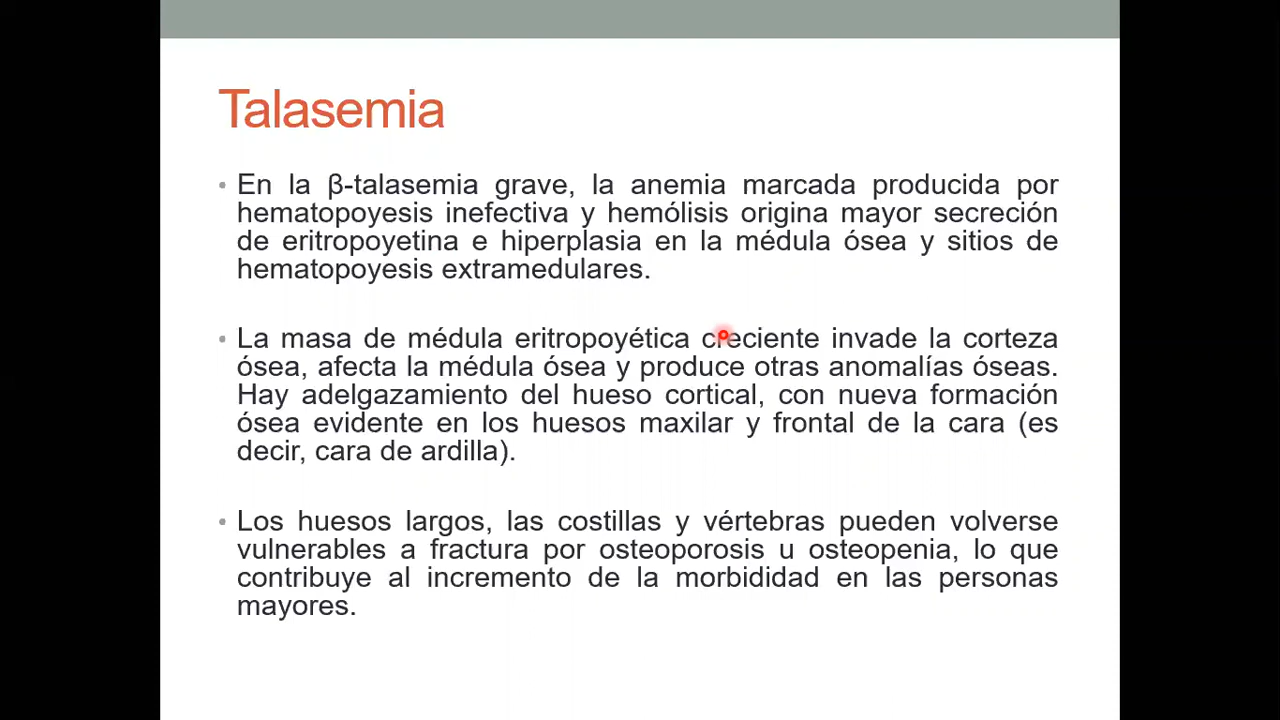 Talasemia
• En la β-talasemia grave, la anemia marcada producida por
hematopoyesis inefectiva y hemólisis origina mayor secreción
de eritropoyetina e hiperplasia en la médula ósea y sitios de
hematopoyesis extramedulares.
• La masa de médula eritropoyética creciente invade la corteza
ósea, afecta la médula ósea y produce otras anomalías óseas.
Hay adelgazamiento del hueso cortical, con nueva formación
ósea evidente en los huesos maxilar y frontal de la cara (es
decir, cara de ardilla).
• Los huesos largos, las costillas y vértebras pueden volverse
vulnerables a fractura por osteoporosis u osteopenia, lo que
contribuye al incremento de la morbididad en las personas
mayores.